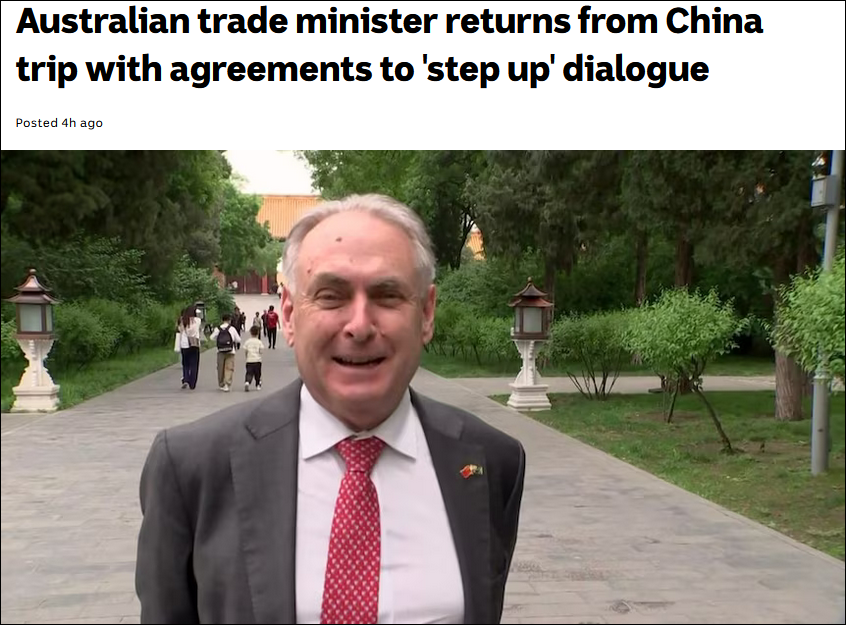 Australian trade minister returns from China
trip with agreements to 'step up' dialogue
Posted 4h ago